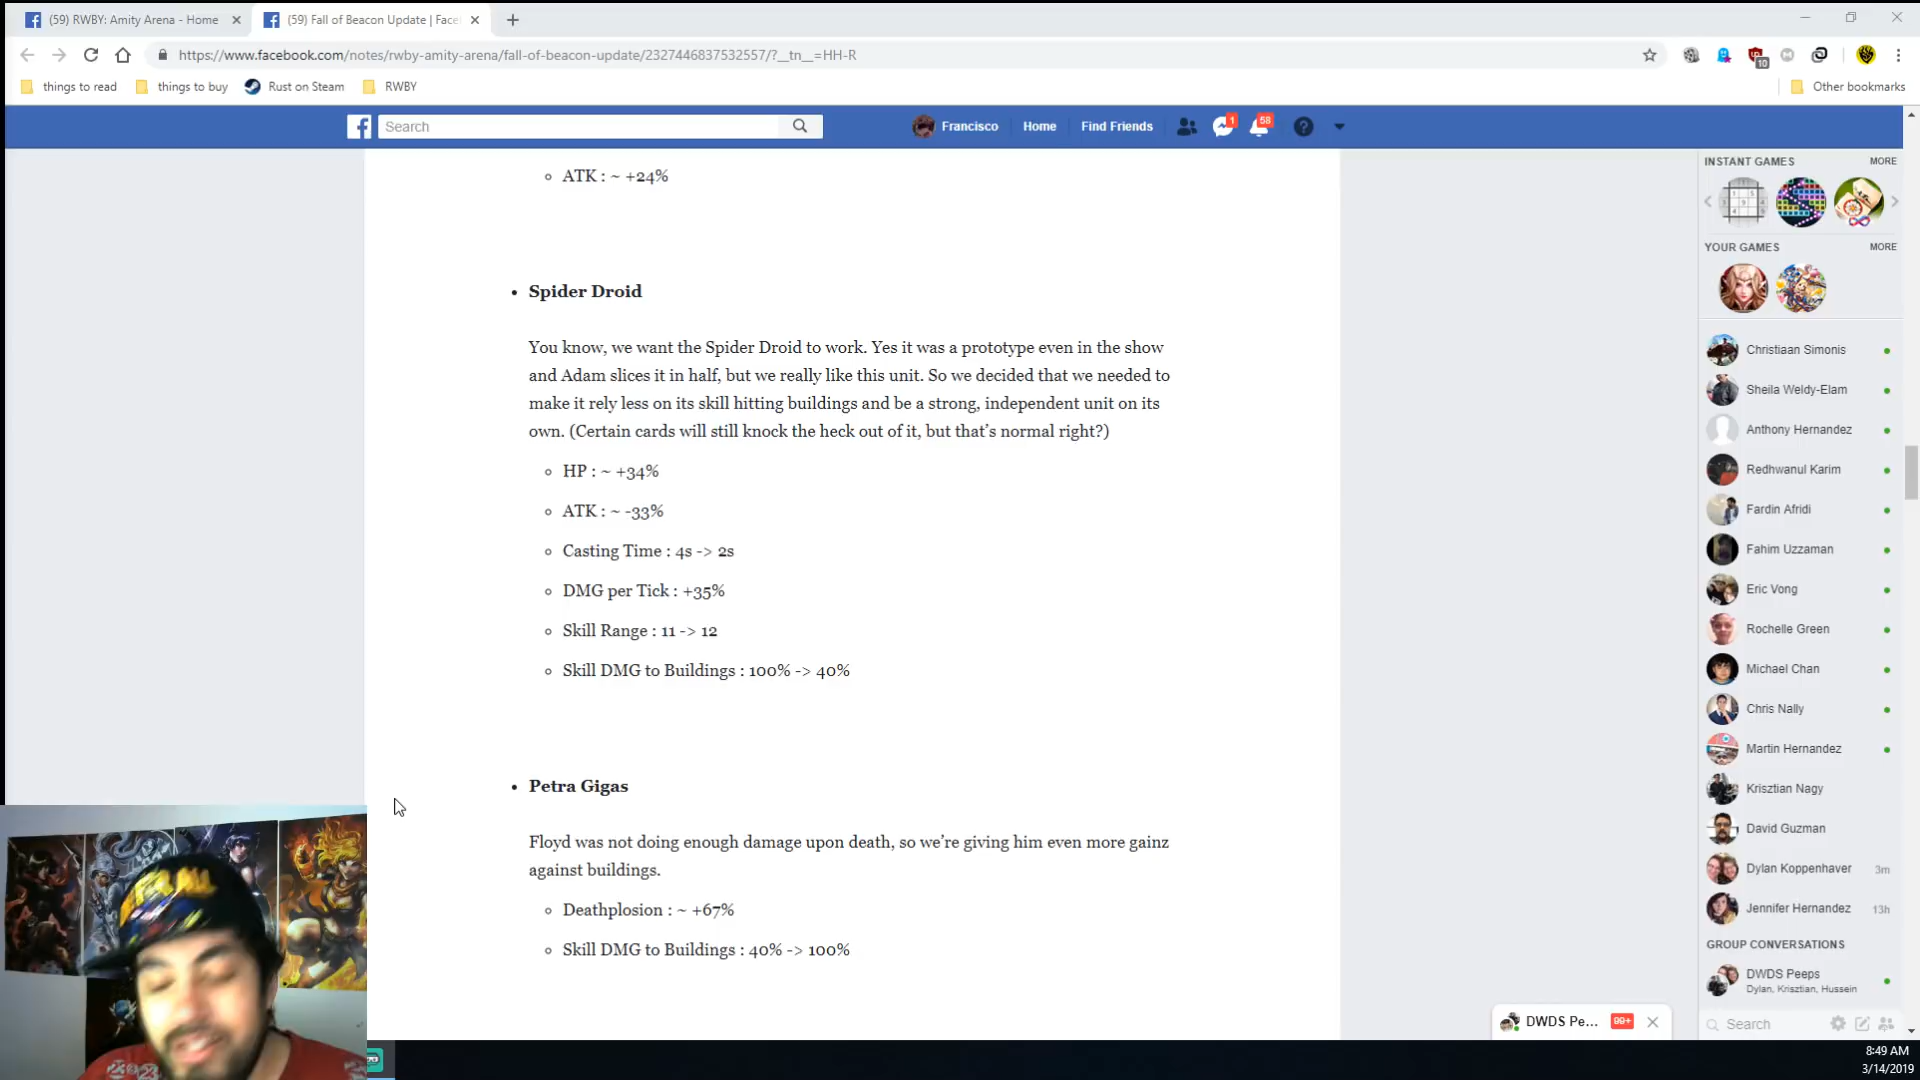 (59) RWBY: Amity Arena - Home
(59) Fall of Beacon Update | Face
https://www.facebook.com/notes/rwby-amity-arena/fall-of-beacon-update/2327446837532557/?__tn__=HH-R
10
things to read
things to buy
Rust on Steam
RWBY
Other bookmarks
Search
Francisco
Home
Find Friends
1
58
ATK : ~ +24%
Spider Droid
You know, we want the Spider Droid to work. Yes it was a prototype even in the show
and Adam slices it in half, but we really like this unit. So we decided that we needed to
make it rely less on its skill hitting buildings and be a strong, independent unit on its
own. (Certain cards will still knock the heck out of it, but that's normal right?)
HP : ~ +34%
ATK : ~ -33%
Casting Time : 4s -> 2s
DMG per Tick : +35%
Skill Range : 11 -> 12
Skill DMG to Buildings : 100% -> 40%
Petra Gigas
Floyd was not doing enough damage upon death, so we're giving him even more gainz
against buildings.
Deathplosion : ~ +67%
Skill DMG to Buildings : 40% -> 100%
INSTANT GAMES
MORE
YOUR GAMES
MORE
Christiaan Simonis
Sheila Weldy-Elam
Anthony Hernandez
Redhwanul Karim
Fardin Afridi
Fahim Uzzaman
Eric Vong
Rochelle Green
Michael Chan
Chris Nally
Martin Hernandez
Krisztian Nagy
David Guzman
Dylan Koppenhaver 3m
Jennifer Hernandez 13h
GROUP CONVERSATIONS
DWDS Peeps
Dylan, Krisztian, Hussein
DWDS Pe... 99+
Search
8:49 AM
3/14/2019